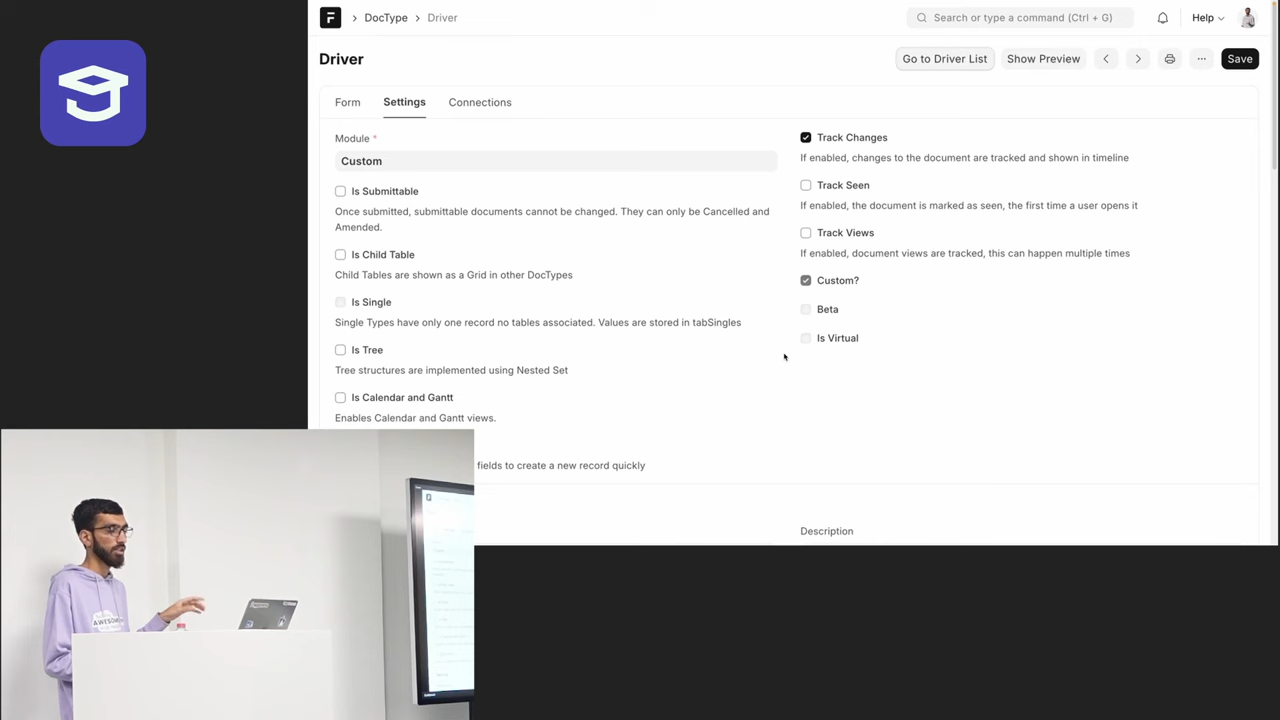 DocType
Driver
Search or type a command (Ctrl + G)
Help
Driver
Go to Driver List
Show Preview
Save
Form
Settings
Connections
Module *
Custom
Is Submittable
Once submitted, submittable documents cannot be changed. They can only be Cancelled and
Amended.
Is Child Table
Child Tables are shown as a Grid in other DocTypes
Is Single
Single Types have only one record no tables associated. Values are stored in tabSingles
Is Tree
Tree structures are implemented using Nested Set
Is Calendar and Gantt
Enables Calendar and Gantt views.
fields to create a new record quickly
Track Changes
If enabled, changes to the document are tracked and shown in timeline
Track Seen
If enabled, the document is marked as seen, the first time a user opens it
Track Views
If enabled, document views are tracked, this can happen multiple times
Custom?
Beta
Is Virtual
Description